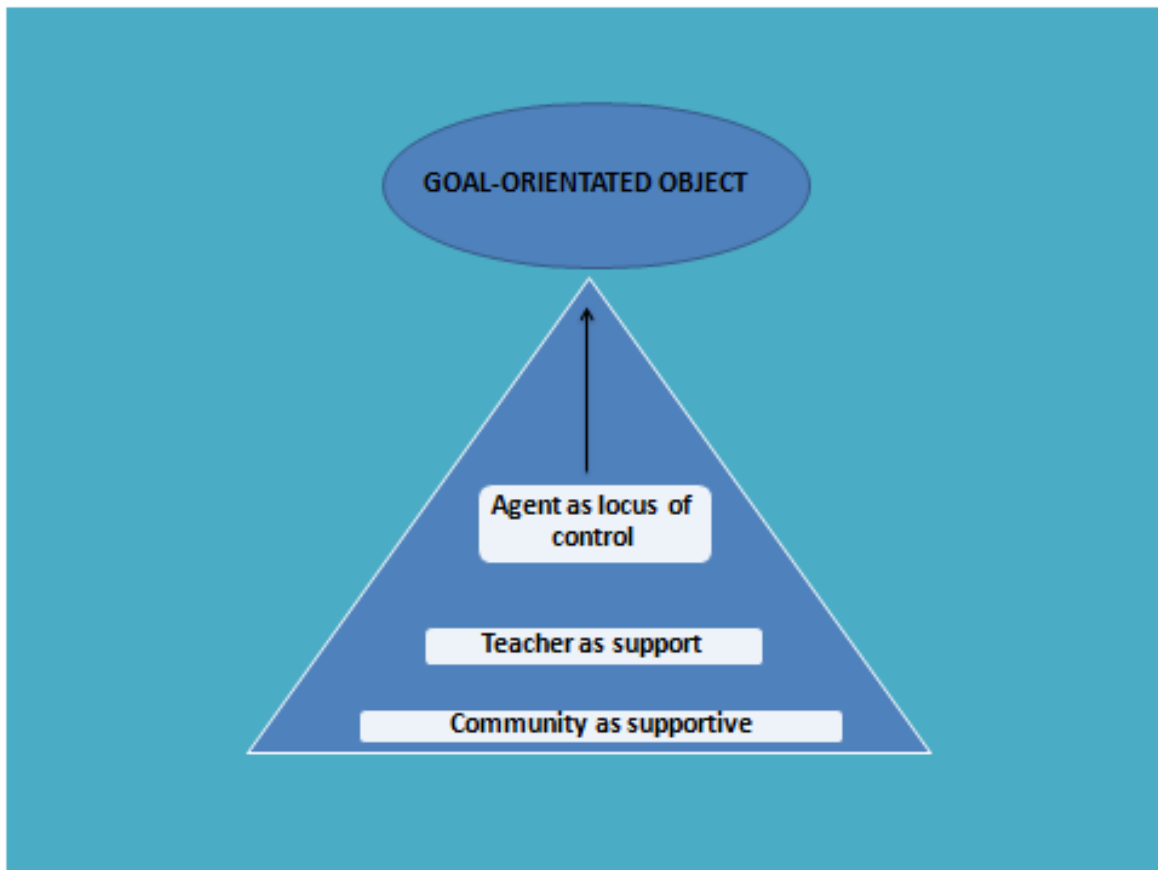 GOAL-ORIENTATED OBJECT
Agent as locus of
control
Teacher as support
Community as supportive